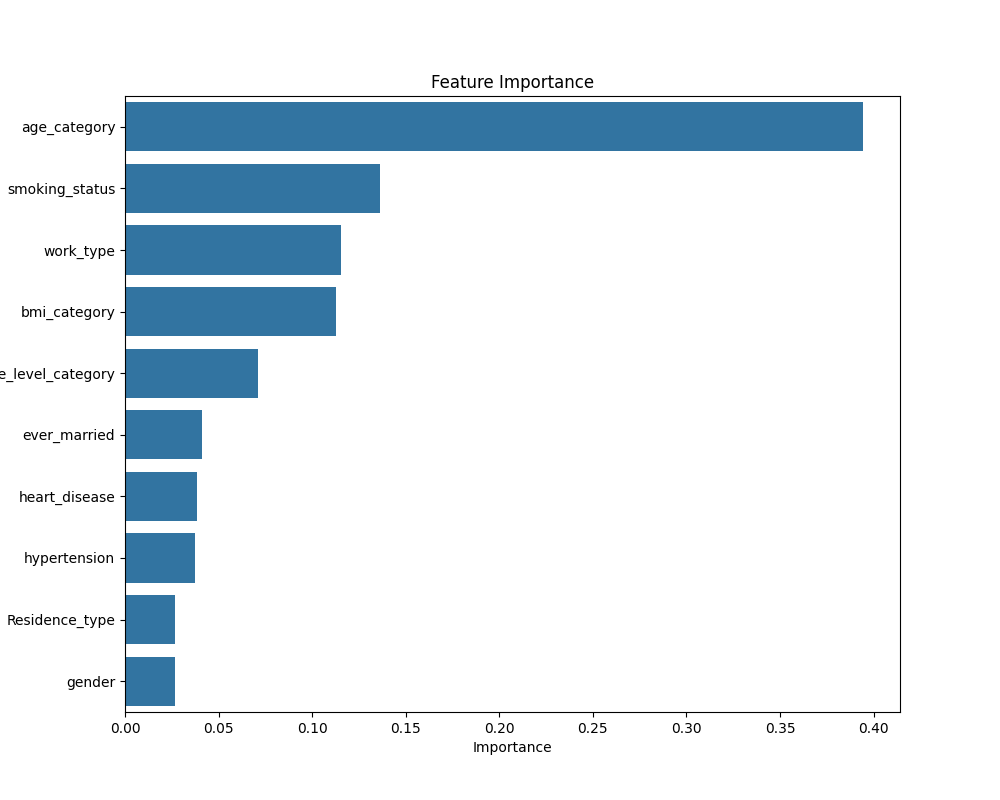 Feature Importance
age_category
smoking_status
work_type
bmi_category
e_level_category
ever_married
heart_disease
hypertension
Residence_type
gender
0.00 0.05 0.10 0.15 0.20 0.25 0.30 0.35 0.40
Importance